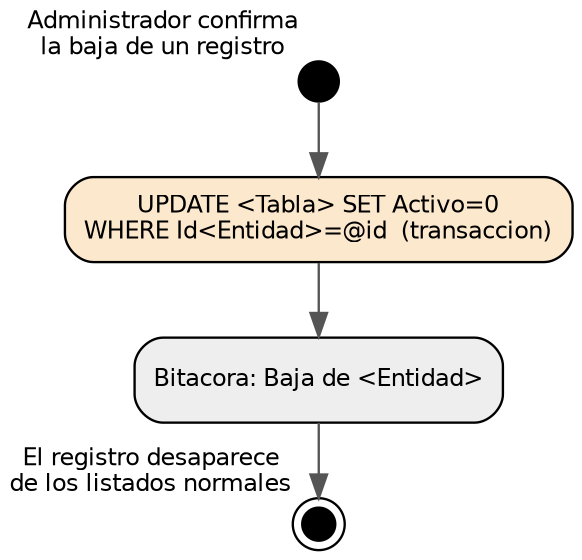 Administrador confirma
la baja de un registro
UPDATE <Tabla> SET Activo=0
WHERE Id<Entidad>=@id  (transaccion)
Bitacora: Baja de <Entidad>
El registro desaparece
de los listados normales